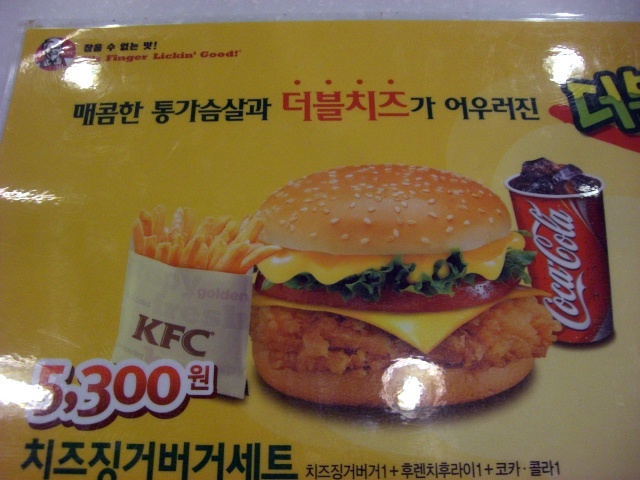 참을 수 없는 맛!
Finger Lickin' Good!
매콤한 통가슴살과 더블치즈가 어우러진
Coca-Cola
golden
KFC
5,300원
치즈징거버거세트 치즈징거버거1+후렌치후라이1+코카·콜라1